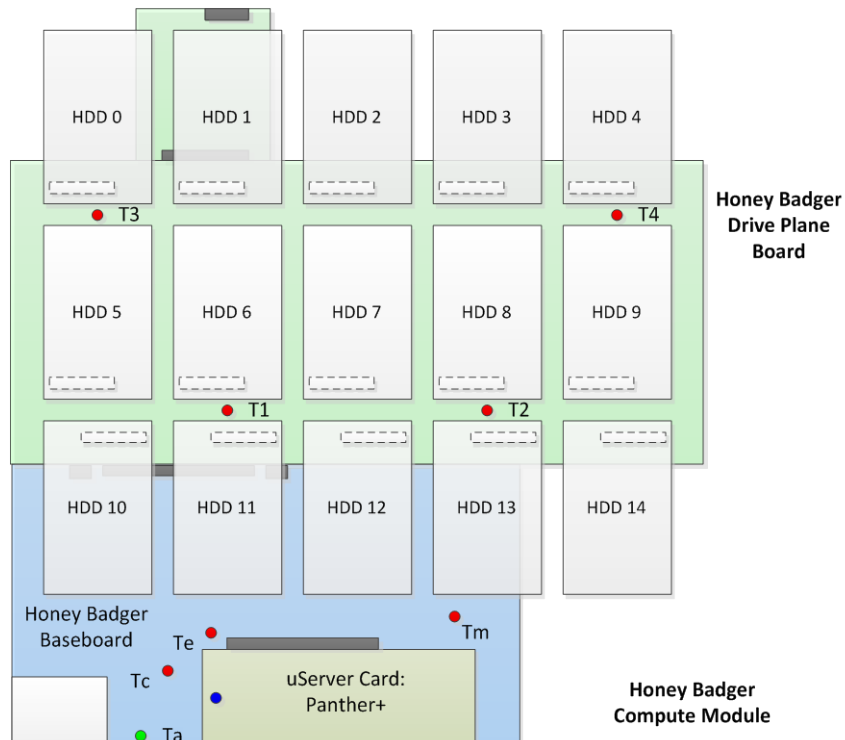 HDD 0
HDD 1
HDD 2
HDD 3
HDD 4
T3
T4
Honey Badger
Drive Plane
Board
HDD 5
HDD 6
HDD 7
HDD 8
HDD 9
T1
T2
HDD 10
HDD 11
HDD 12
HDD 13
HDD 14
Honey Badger
Baseboard
Te
Tm
Tc
uServer Card:
Panther+
Honey Badger
Compute Module
Ta